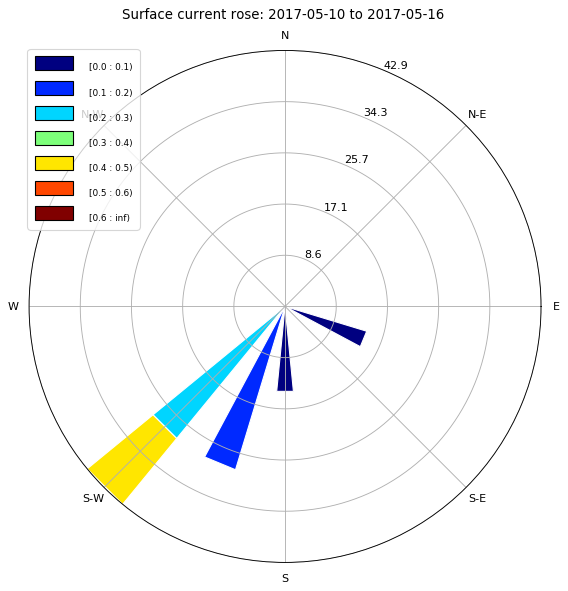 Surface current rose: 2017-05-10 to 2017-05-16
N
42.9
[0.0 : 0.1)
[0.1 : 0.2)
[0.2 : 0.3)
[0.3 : 0.4)
[0.4 : 0.5)
[0.5 : 0.6)
[0.6 : inf)
N-W
N-E
34.3
25.7
17.1
8.6
W
E
S-W
S-E
S